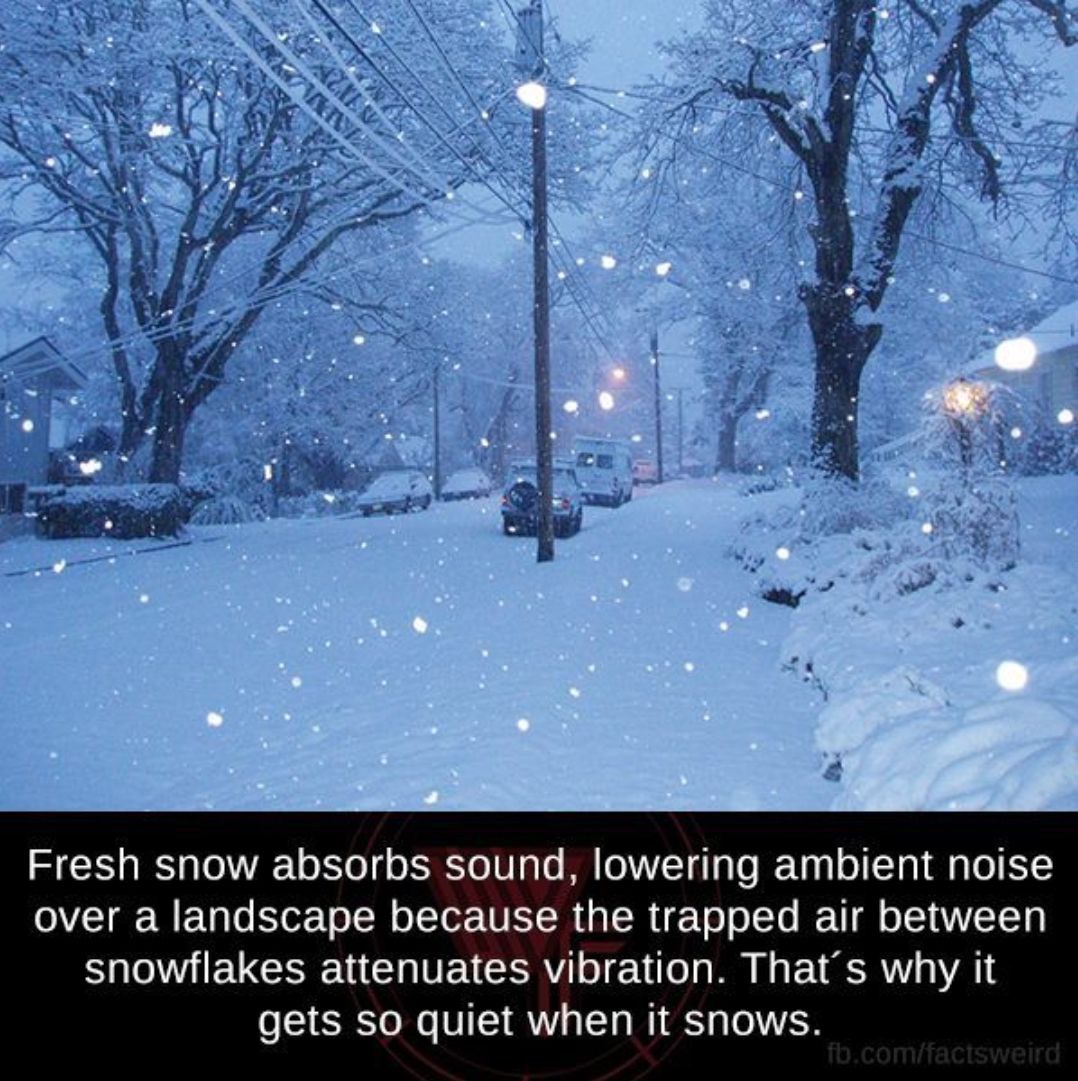 Fresh snow absorbs sound, lowering ambient noise
over a landscape because the trapped air between
snowflakes attenuates vibration. That´s why it
gets so quiet when it snows.
fb.com/factsweird